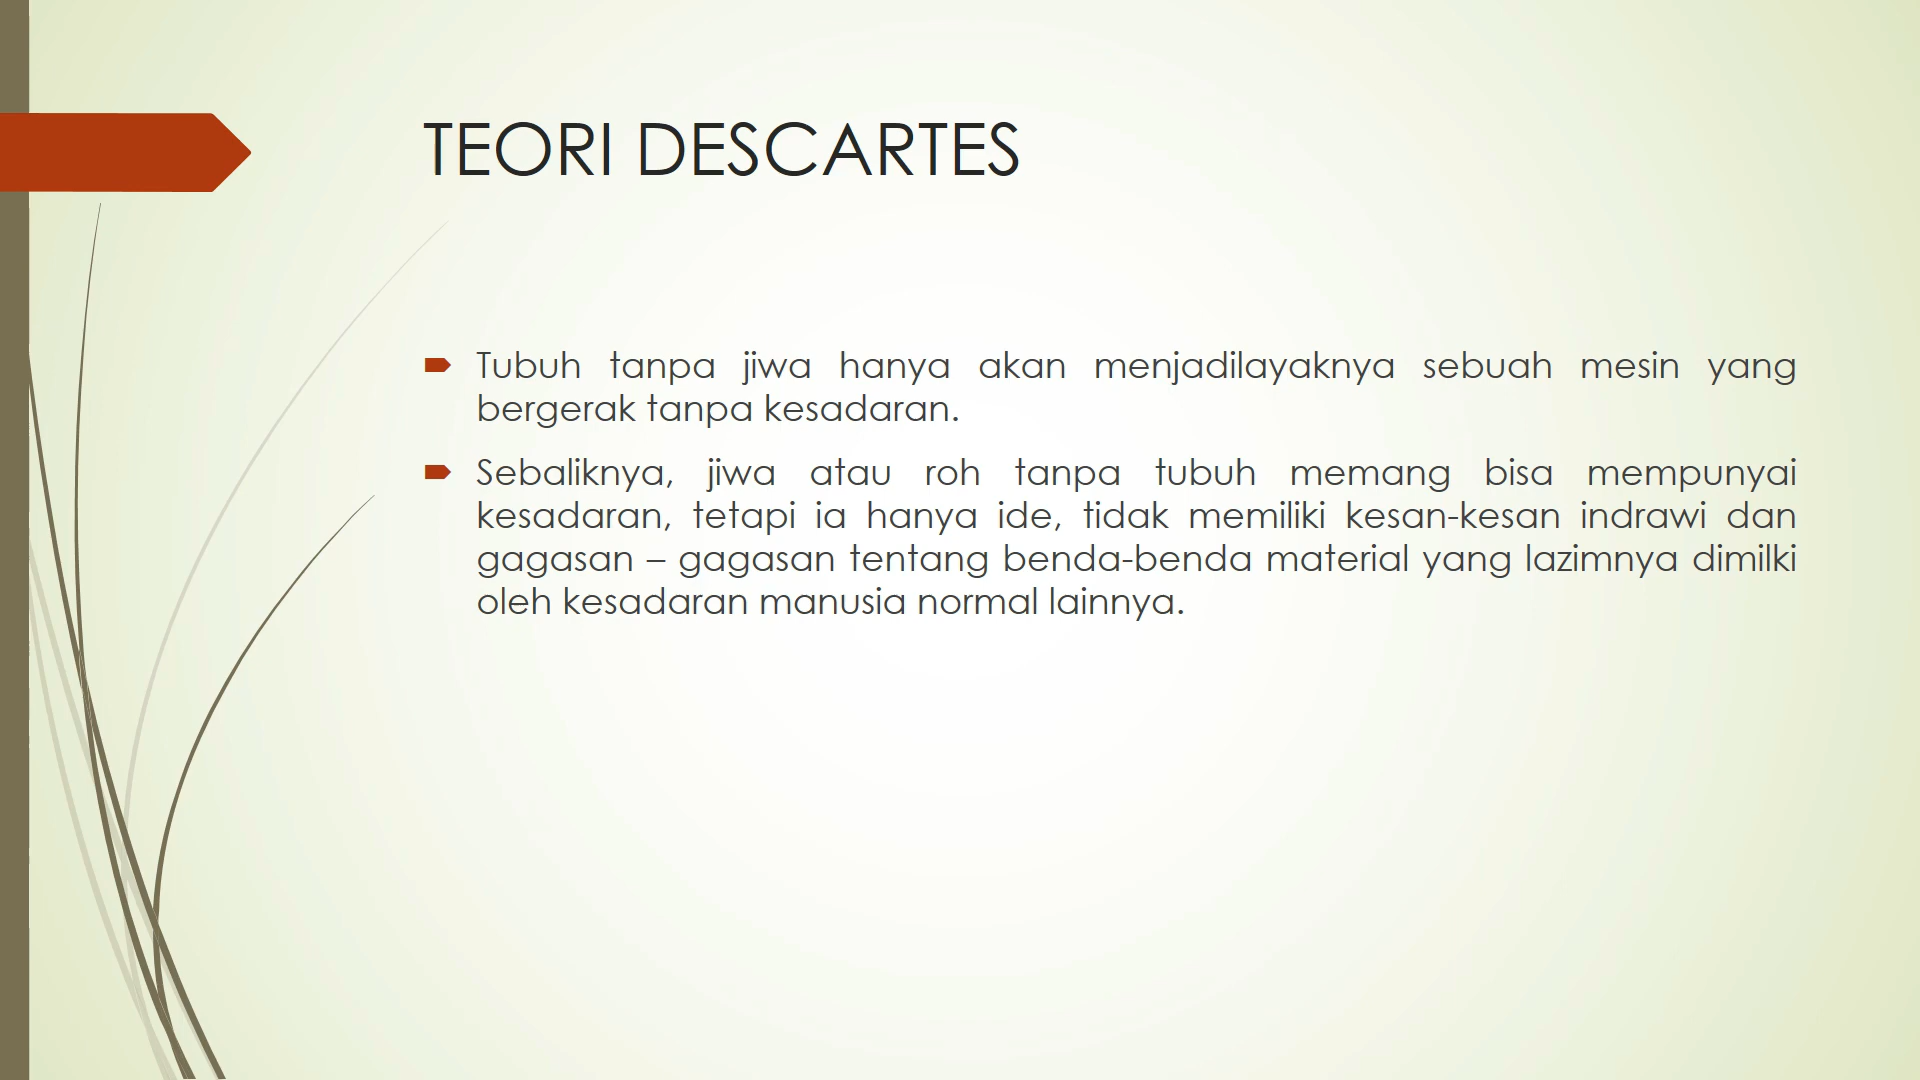 TEORI DESCARTES
Tubuh tanpa jiwa hanya akan menjadilayaknya sebuah mesin yang
bergerak tanpa kesadaran.
Sebaliknya, jiwa atau roh tanpa tubuh memang bisa mempunyai
kesadaran, tetapi ia hanya ide, tidak memiliki kesan-kesan indrawi dan
gagasan – gagasan tentang benda-benda material yang lazimnya dimilki
oleh kesadaran manusia normal lainnya.